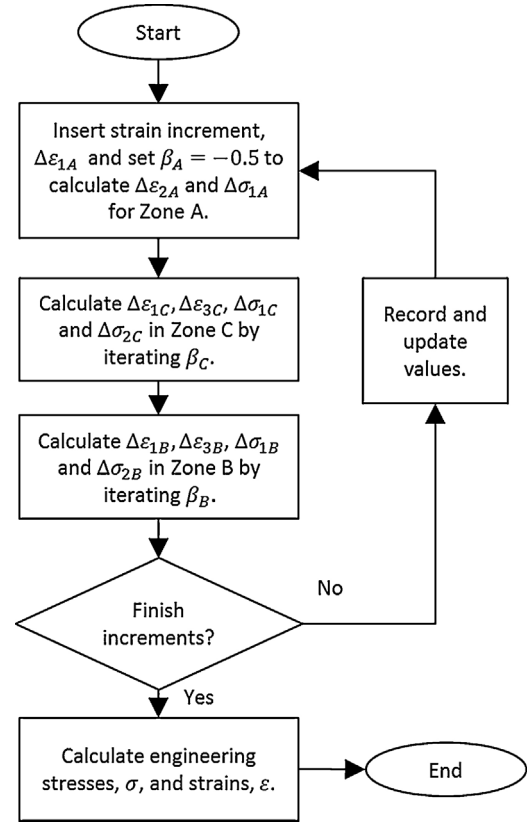 Start
Insert strain increment,
Δε₁A and set βA = −0.5 to
calculate Δε₂A and Δσ₁A
for Zone A.
Calculate Δε₁C, Δε₃C, Δσ₁C
and Δσ₂C in Zone C by
iterating βC.
Record and
update
values.
Calculate Δε₁B, Δε₃B, Δσ₁B
and Δσ₂B in Zone B by
iterating βB.
No
Finish
increments?
Yes
Calculate engineering
stresses, σ, and strains, ε.
End